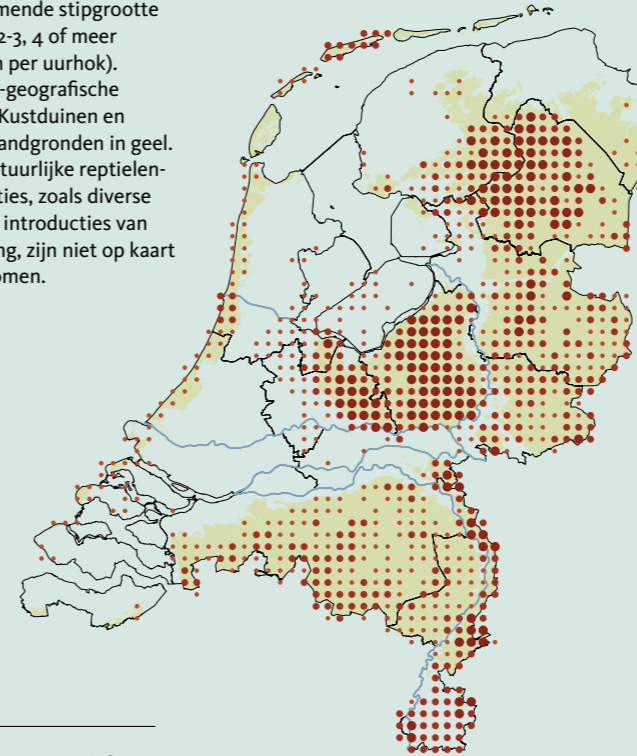 mende stipgrootte
2-3, 4 of meer
n per uurhok).
-geografische
Kustduinen en
andgronden in geel.
tuurlijke reptielen-
ties, zoals diverse
introducties van
ng, zijn niet op kaart
omen.